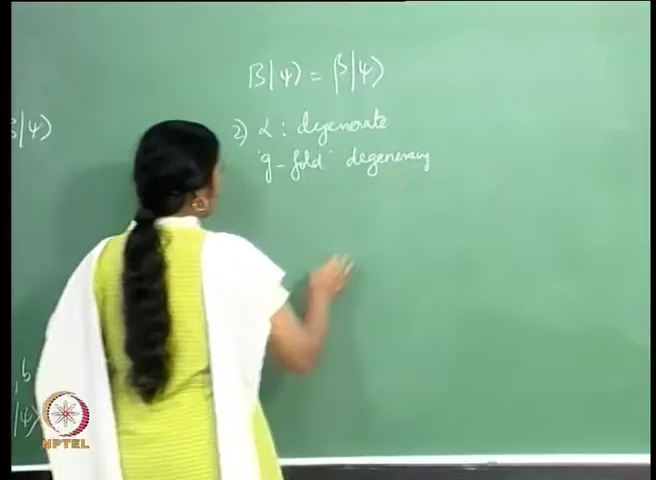 B|ψ⟩ = β|ψ⟩
β|ψ⟩
2) α : degenerate
'g-fold' degeneracy
, b
|ψ⟩
NPTEL